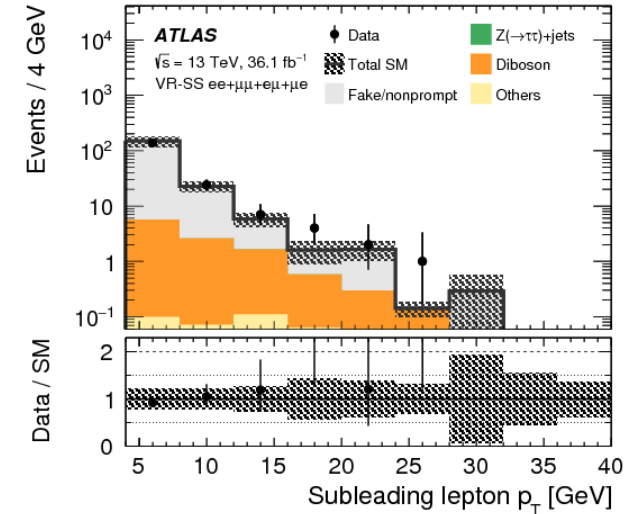 Events / 4 GeV
10⁴
10³
10²
10
1
10⁻¹
ATLAS
√s = 13 TeV, 36.1 fb⁻¹
VR-SS ee+μμ+eμ+μe
Data
Total SM
Fake/nonprompt
Z(→ττ)+jets
Diboson
Others
Data / SM
2
1
0
5 10 15 20 25 30 35 40
Subleading lepton p_T [GeV]